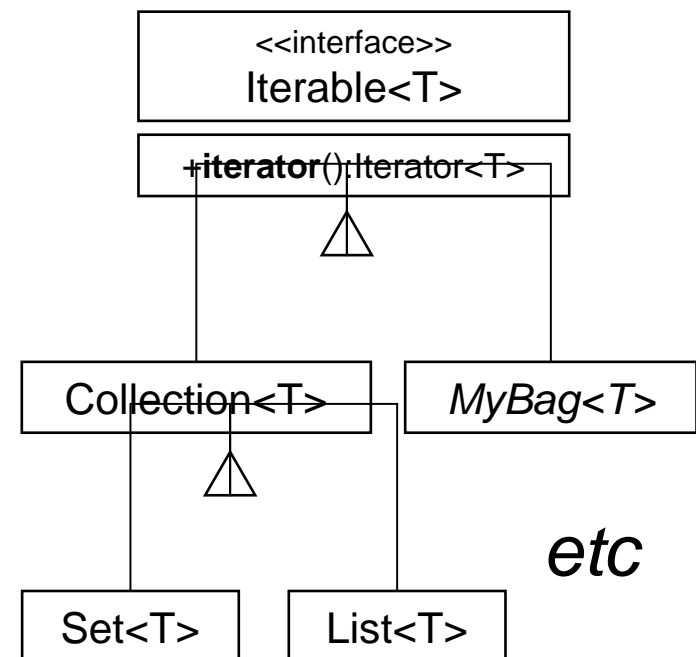 <<interface>>
Iterable<T>
+iterator():Iterator<T>
Collection<T>
MyBag<T>
etc
Set<T>
List<T>